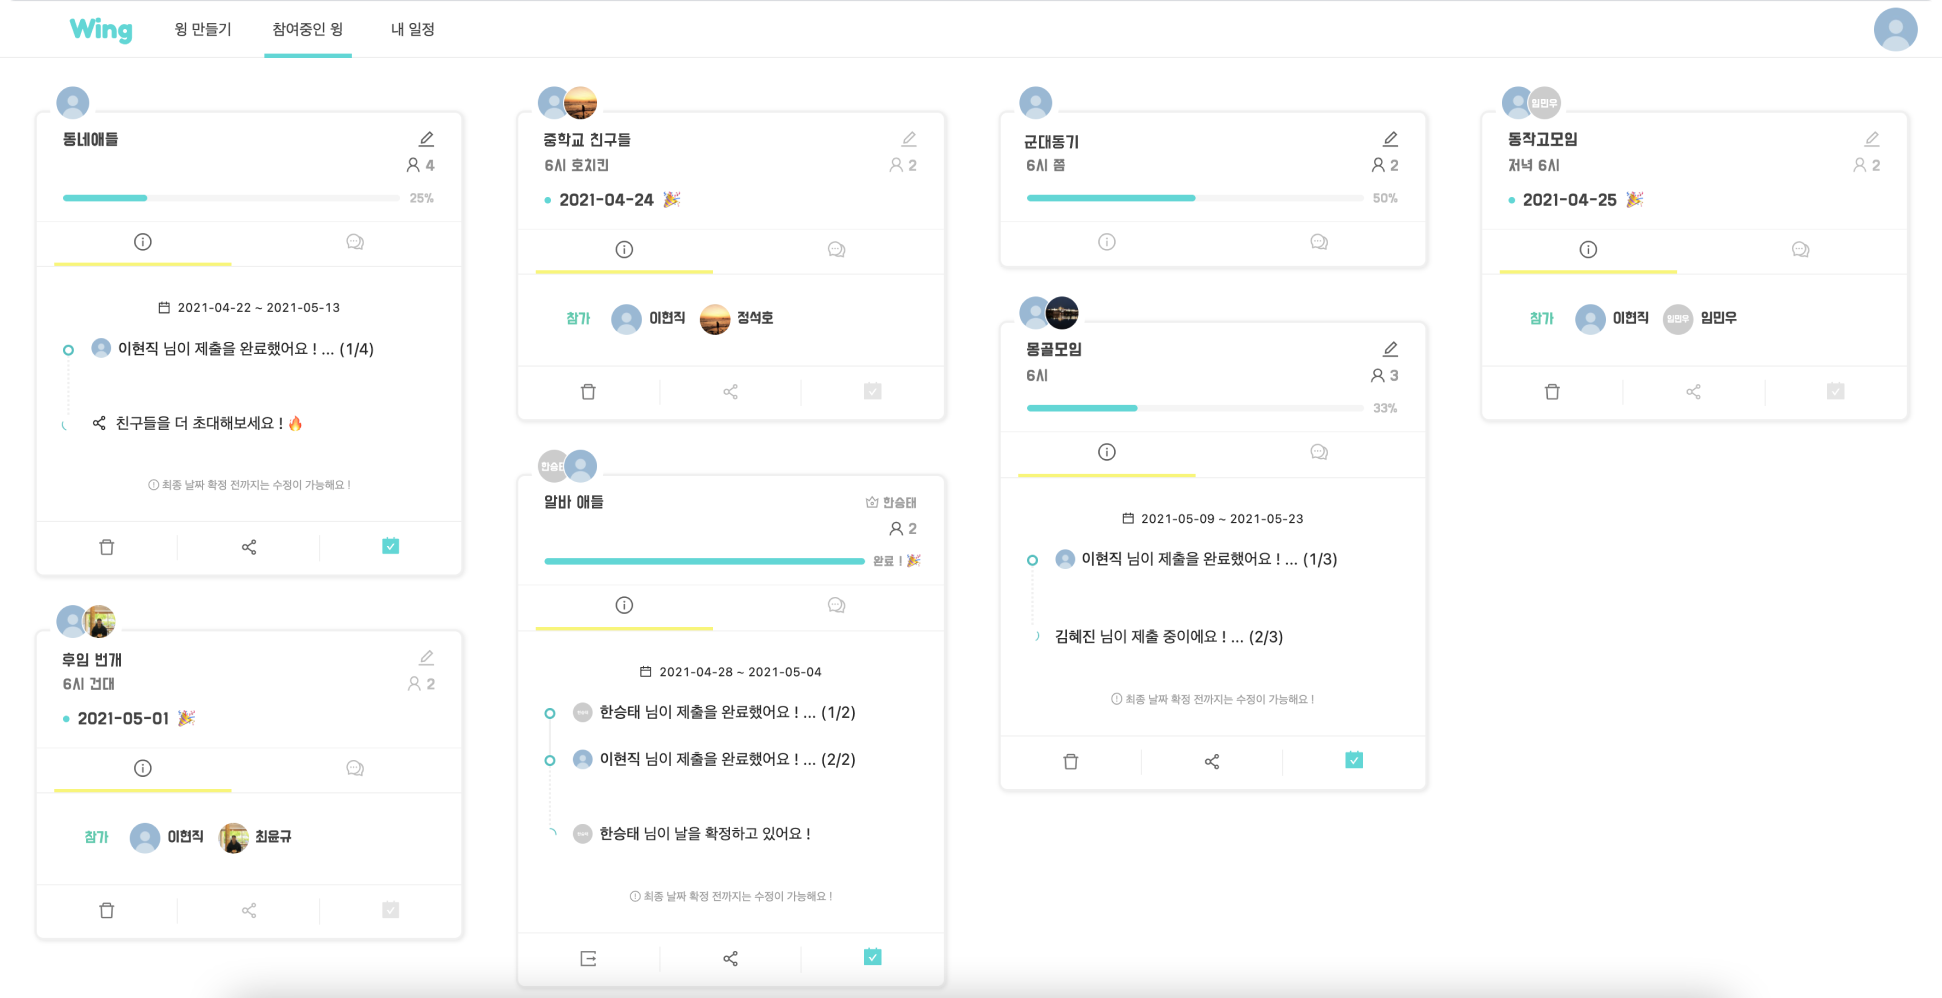 Wing 윙 만들기 참여중인 윙 내 일정
동네애들
4
25%
2021-04-22 ~ 2021-05-13
이현직 님이 제출을 완료했어요 ! ... (1/4)
친구들을 더 초대해보세요 ! 🔥
최종 날짜 확정 전까지는 수정이 가능해요 !
후임 번개
6시 건대
2
2021-05-01 🎉
참가 이현직 최윤규
중학교 친구들
6시 호치킨
2
2021-04-24 🎉
참가 이현직 정석호
한승태
알바 애들
한승태
2
완료 ! 🎉
2021-04-28 ~ 2021-05-04
한승태 님이 제출을 완료했어요 ! ... (1/2)
이현직 님이 제출을 완료했어요 ! ... (2/2)
한승태 님이 날을 확정하고 있어요 !
최종 날짜 확정 전까지는 수정이 가능해요 !
군대동기
6시 쫌
2
50%
몽골모임
6시
3
33%
2021-05-09 ~ 2021-05-23
이현직 님이 제출을 완료했어요 ! ... (1/3)
김혜진 님이 제출 중이에요 ! ... (2/3)
최종 날짜 확정 전까지는 수정이 가능해요 !
임민우
동작고모임
저녁 6시
2
2021-04-25 🎉
참가 이현직 임민우 임민우